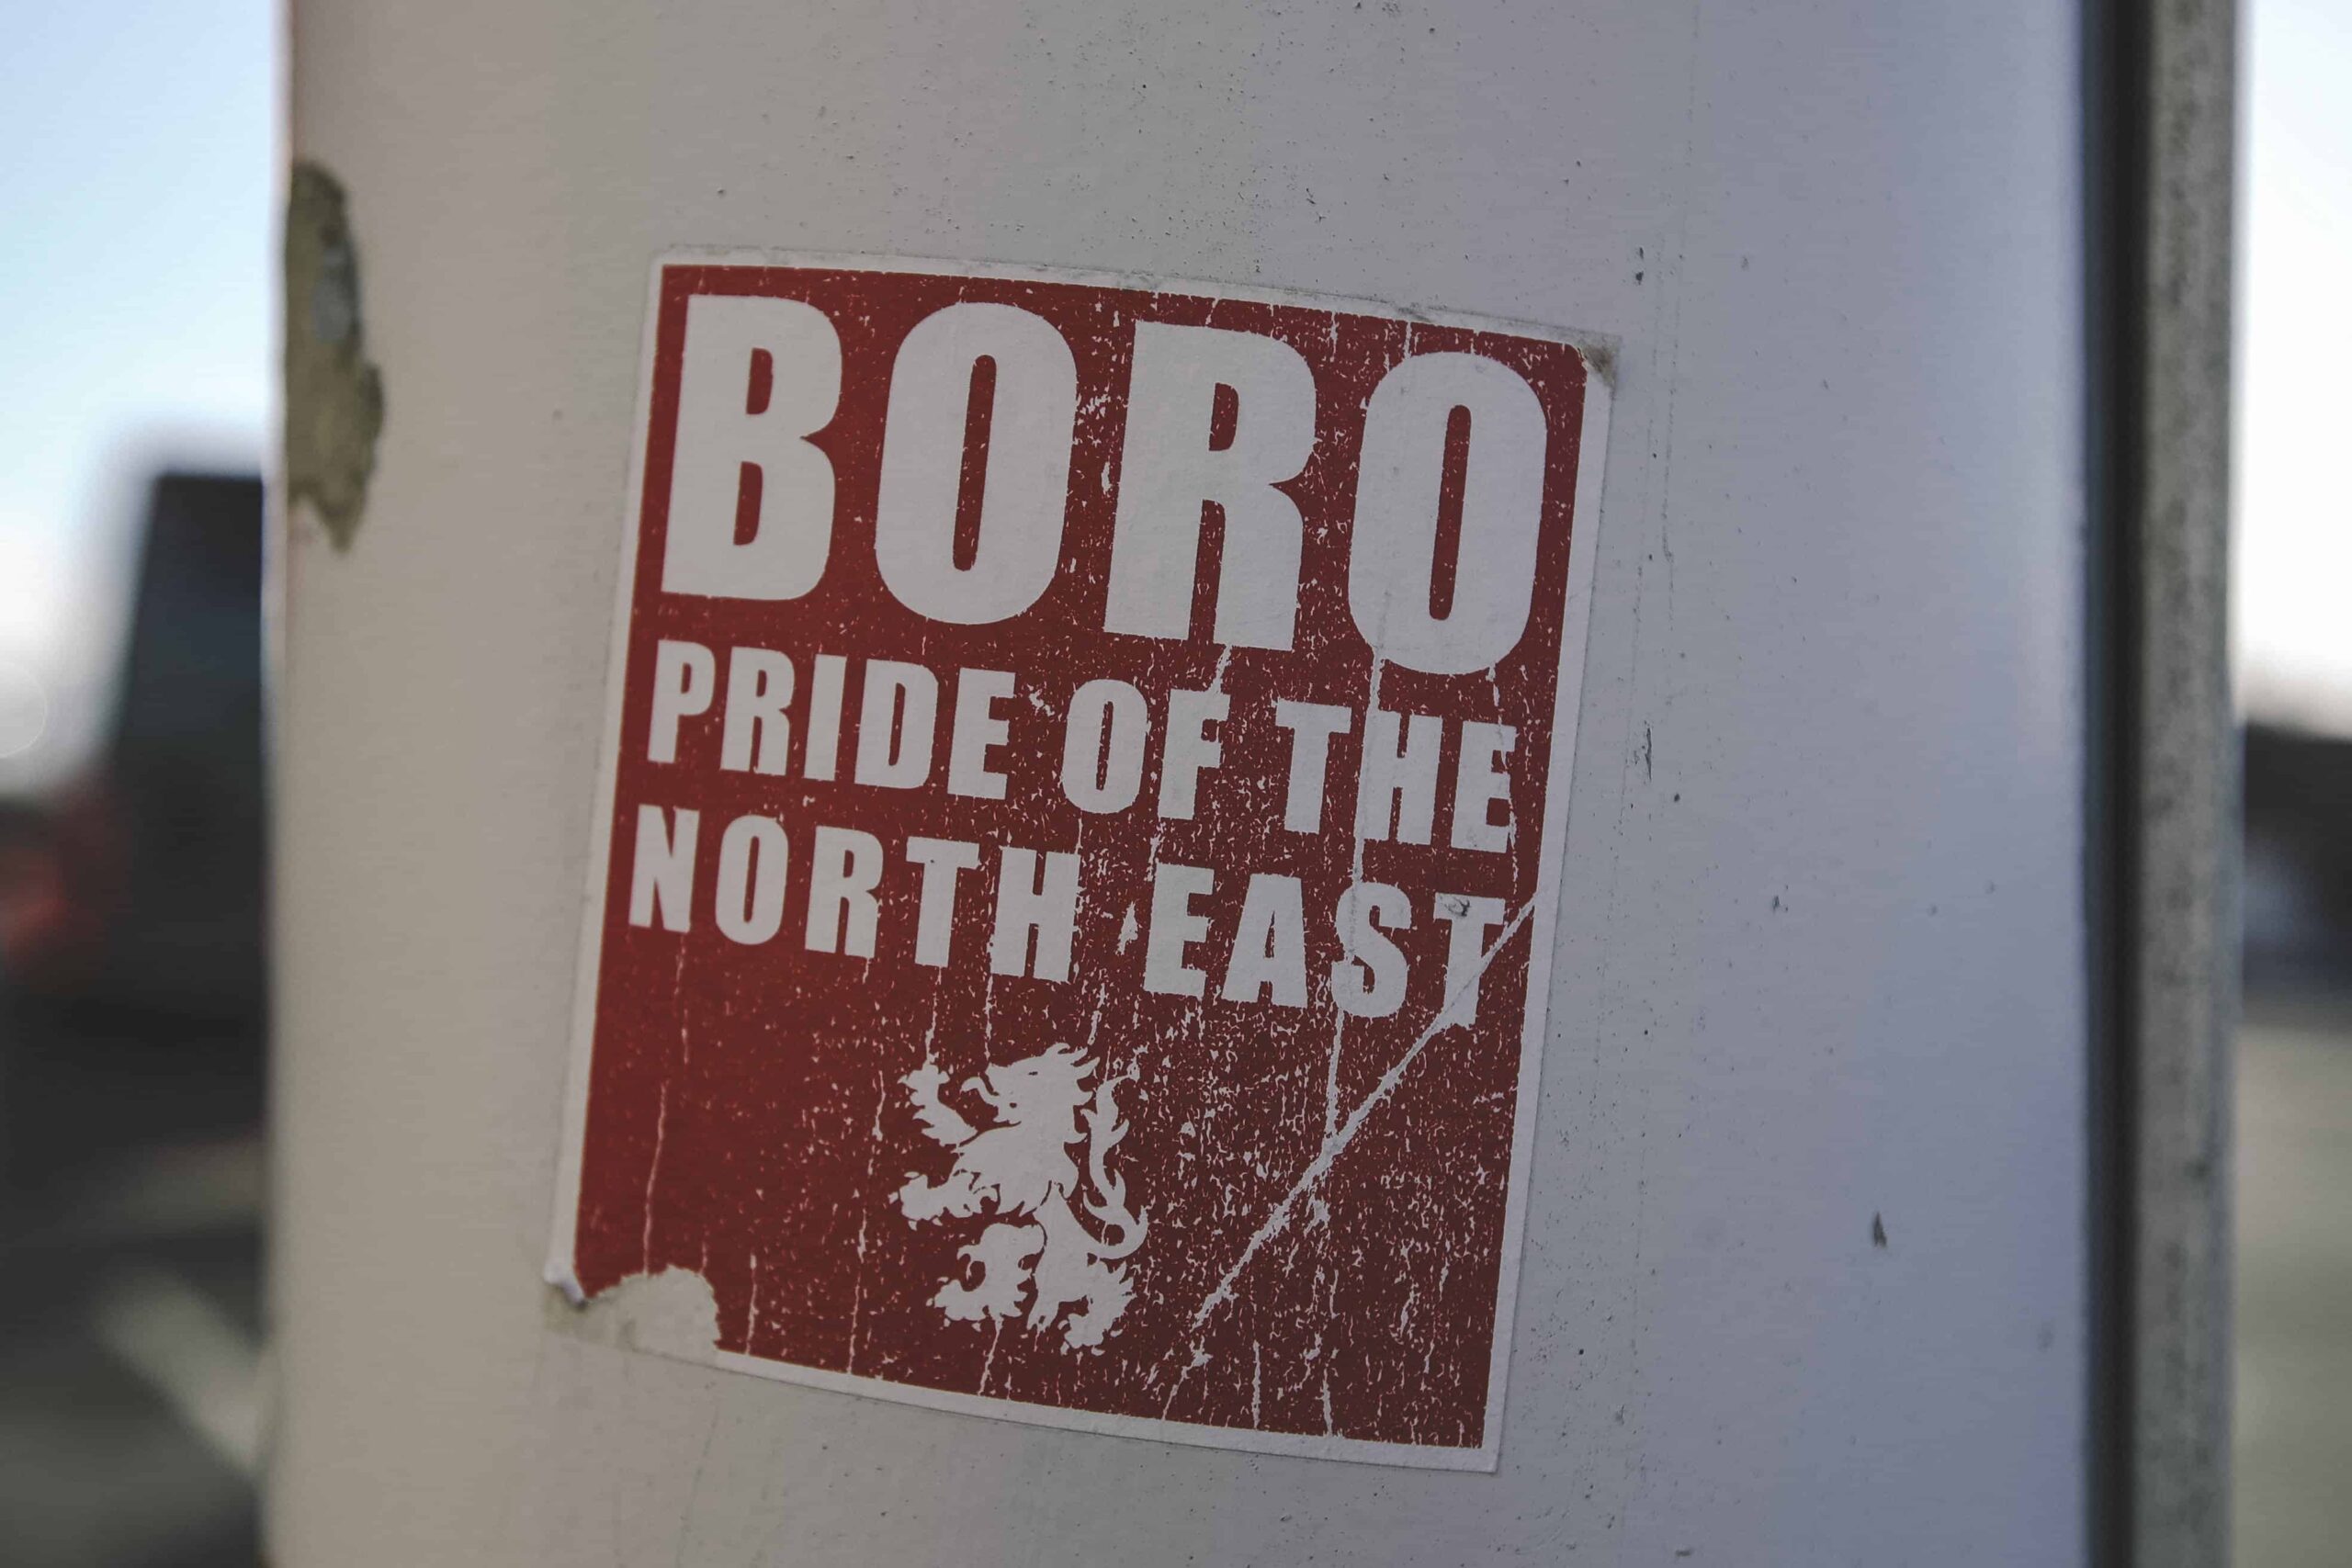 BORO
PRIDE OF THE
NORTH EAST